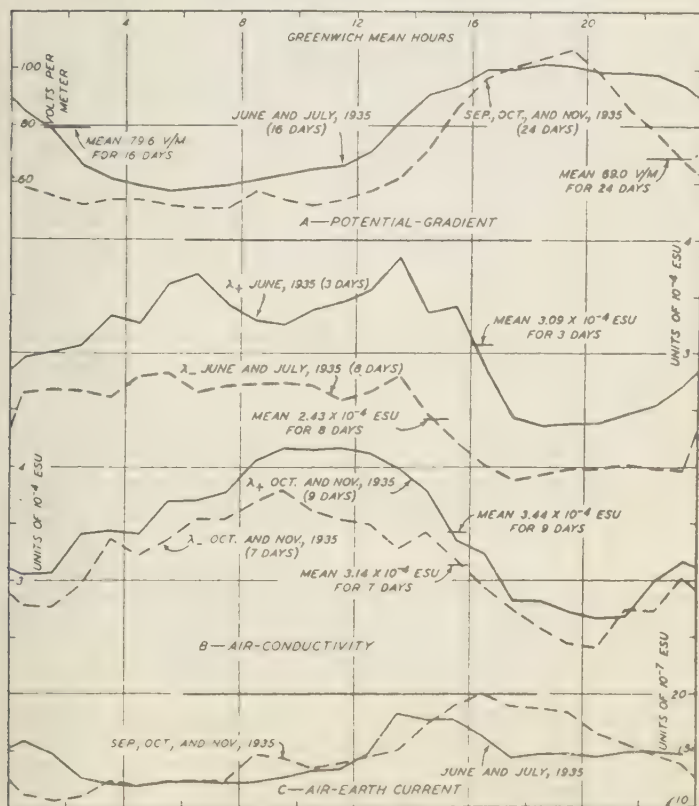 4 8 12 16 20
GREENWICH MEAN HOURS
100
80
60
VOLTS PER
METER
MEAN 79.6 V/M
FOR 16 DAYS
JUNE AND JULY, 1935
(16 DAYS)
SEP, OCT, AND NOV, 1935
(24 DAYS)
MEAN 69.0 V/M
FOR 24 DAYS
A—POTENTIAL-GRADIENT
4
3
UNITS OF 10⁻⁴ ESU
λ+ JUNE, 1935 (3 DAYS)
MEAN 3.09 X 10⁻⁴ ESU
FOR 3 DAYS
λ- JUNE AND JULY, 1935 (8 DAYS)
MEAN 2.43 X 10⁻⁴ ESU
FOR 8 DAYS
4
3
UNITS OF 10⁻⁴ ESU
λ+ OCT. AND NOV., 1935
(9 DAYS)
λ- OCT. AND NOV., 1935
(7 DAYS)
MEAN 3.44 X 10⁻⁴ ESU
FOR 9 DAYS
MEAN 3.14 X 10⁻⁴ ESU
FOR 7 DAYS
B—AIR-CONDUCTIVITY
20
10
UNITS OF 10⁻⁷ ESU
SEP, OCT, AND NOV, 1935
JUNE AND JULY, 1935
C—AIR-EARTH CURRENT